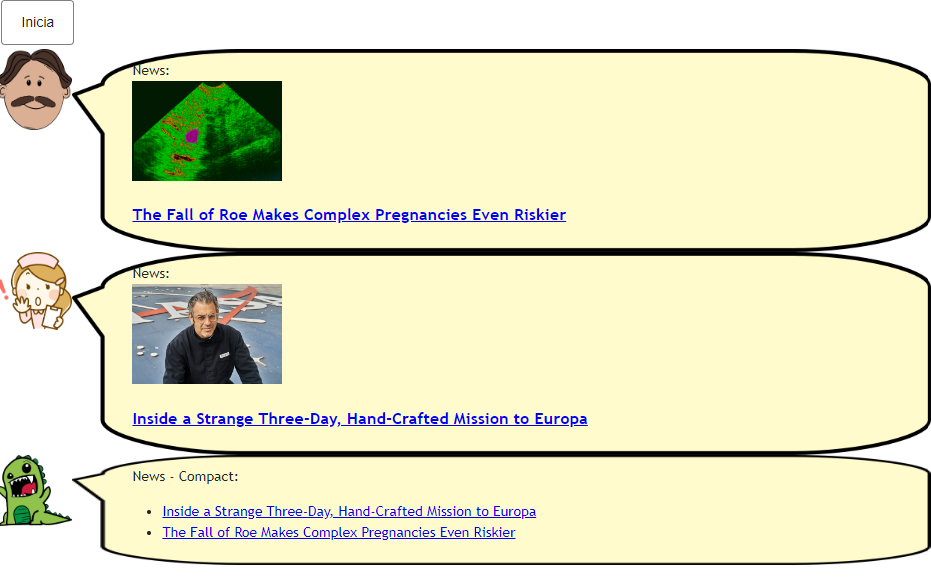 Inicia
News:
The Fall of Roe Makes Complex Pregnancies Even Riskier
News:
Inside a Strange Three-Day, Hand-Crafted Mission to Europa
News - Compact:
Inside a Strange Three-Day, Hand-Crafted Mission to Europa
The Fall of Roe Makes Complex Pregnancies Even Riskier